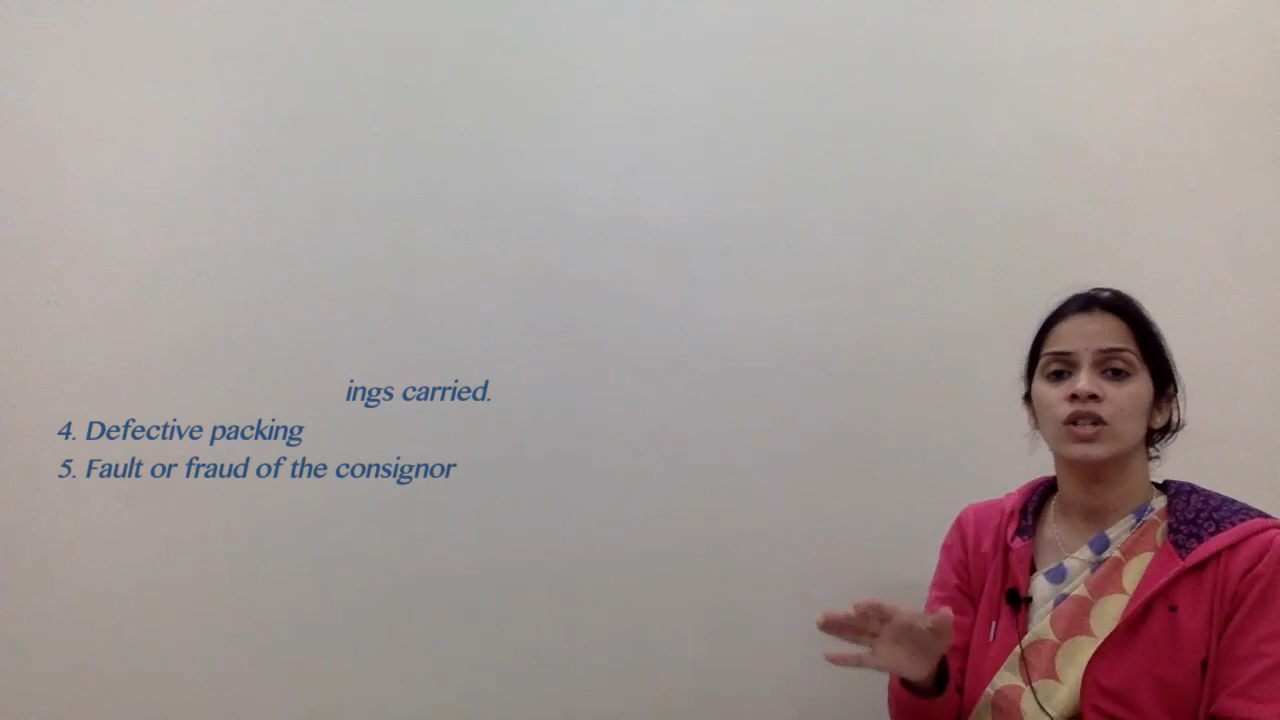 ings carried.
4. Defective packing
5. Fault or fraud of the consignor